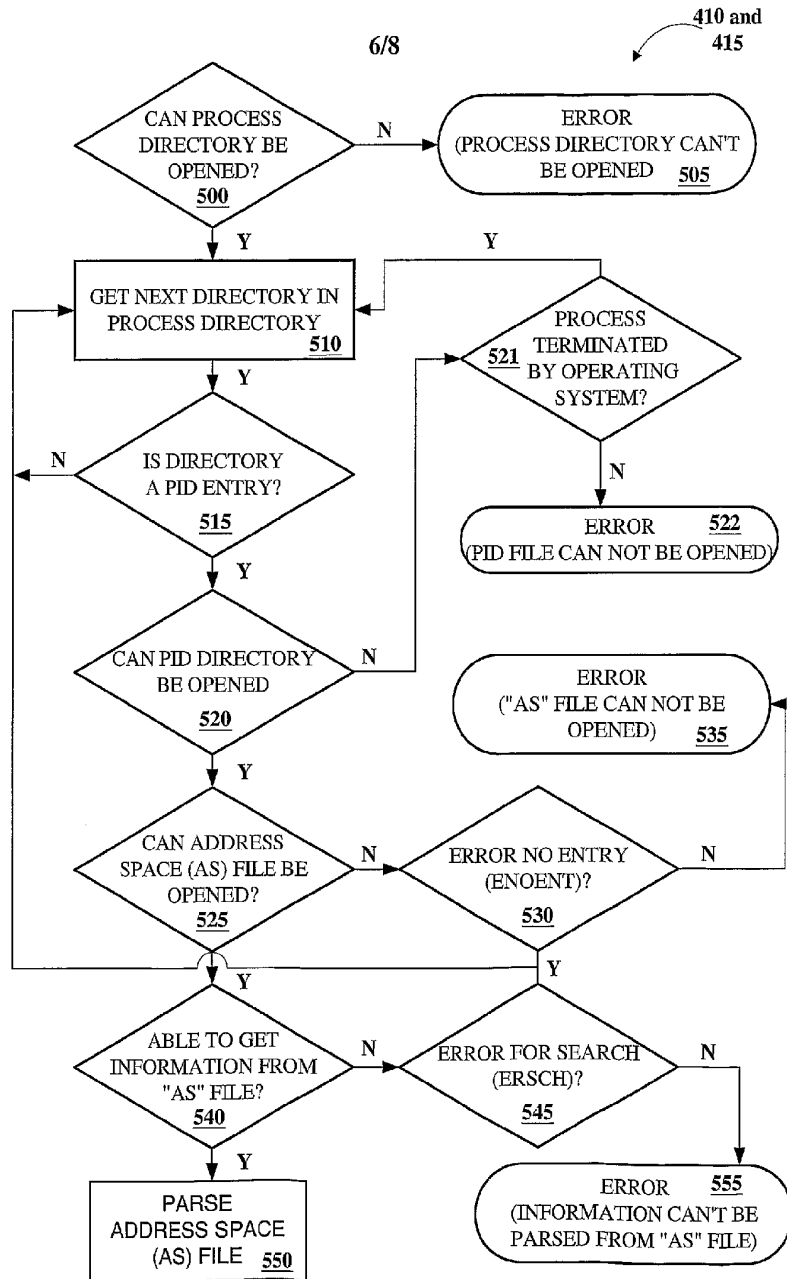 410 and
415
6/8
CAN PROCESS
DIRECTORY BE
OPENED?
500
N
ERROR
(PROCESS DIRECTORY CAN'T
BE OPENED
505
Y
Y
GET NEXT DIRECTORY IN
PROCESS DIRECTORY
510
PROCESS
521
TERMINATED
BY OPERATING
SYSTEM?
Y
N
IS DIRECTORY
A PID ENTRY?
515
N
ERROR
522
(PID FILE CAN NOT BE OPENED)
Y
CAN PID DIRECTORY
BE OPENED
520
N
ERROR
("AS" FILE CAN NOT BE
OPENED)
535
Y
CAN ADDRESS
SPACE (AS) FILE BE
OPENED?
525
N
ERROR NO ENTRY
(ENOENT)?
530
N
Y
Y
ABLE TO GET
INFORMATION FROM
"AS" FILE?
540
N
ERROR FOR SEARCH
(ERSCH)?
545
N
Y
PARSE
ADDRESS SPACE
(AS) FILE
550
ERROR
555
(INFORMATION CAN'T BE
PARSED FROM "AS" FILE)